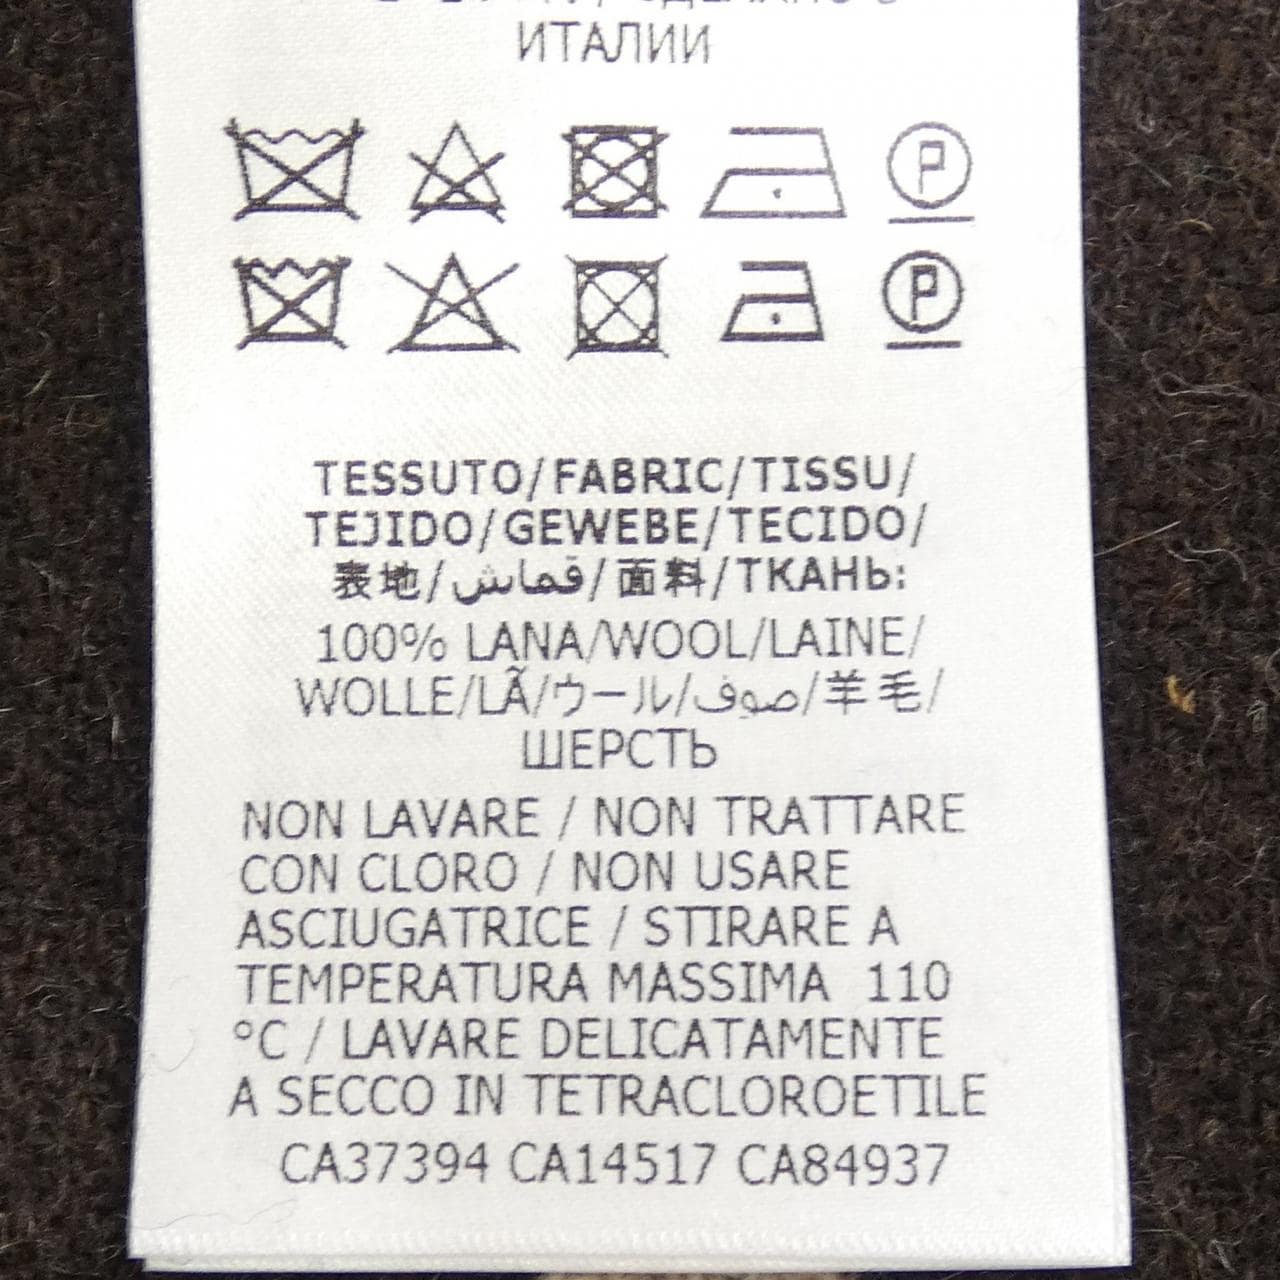 ИТАЛИИ
P
P
TESSUTO/FABRIC/TISSU/
TEJIDO/GEWEBE/TECIDO/
表地/قماش/面料/ТКАНЬ:
100% LANA/WOOL/LAINE/
WOLLE/LÃ/ウール/صوف/羊毛/
ШЕРСТЬ
NON LAVARE / NON TRATTARE
CON CLORO / NON USARE
ASCIUGATRICE / STIRARE A
TEMPERATURA MASSIMA 110
°C / LAVARE DELICATAMENTE
A SECCO IN TETRACLOROETILE
CA37394 CA14517 CA84937